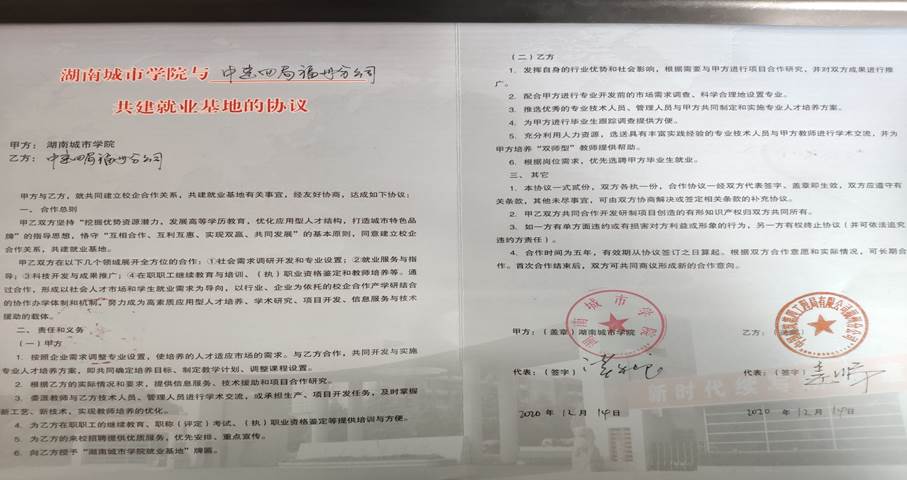 湖南城市学院与 中建四局福州分公司
共建就业基地的协议
甲方：湖南城市学院
乙方：中建四局福州分公司
甲方与乙方，就共同建立校企合作关系，共建就业基地有关事宜，经友好协商，达成如下协议：
一、合作总则
甲乙双方坚持“挖掘优势资源潜力，发展高等学历教育，优化应用型人才结构，打造城市特色品
牌”的指导思想，恪守“互相合作、互利互惠、实现双赢、共同发展”的基本原则，同意建立校企
合作关系，共建就业基地。
甲乙双方在以下几个领域展开全方位的合作：①社会需求调研开发和专业设置；②就业服务与指
导；③科技开发与成果推广；④在职职工继续教育与培训、（执）职业资格鉴定和教师培养等。通
过合作，形成以社会人才市场和学生就业需求为导向，以行业、企业为依托的校企合作产学研结合
的协作办学体制和机制，努力成为高素质应用型人才培养、学术研究、项目开发、信息服务与技术
援助的载体。
二、责任和义务
（一）甲方
1. 按照企业需求调整专业设置，使培养的人才适应市场的需求。与乙方合作，共同开发与实施
专业人才培养方案，即共同确定培养目标、制定教学计划、调整课程设置。
2. 根据乙方的实际情况和要求，提供信息服务、技术援助和项目合作研究。
3. 委派教师与乙方技术人员、管理人员进行学术交流，或承担生产、项目开发任务，及时掌握
新工艺、新技术，实现教师培养的优化。
4. 为乙方在职职工的继续教育、职称（评定）考试、（执）职业资格鉴定等提供培训与方便。
5. 为乙方的来校招聘提供优质服务，优先安排、重点宣传。
6. 向乙方授予“湖南城市学院就业基地”牌匾。
（二）乙方
1. 发挥自身的行业优势和社会影响，根据需要与甲方进行项目合作研究，并对双方成果进行推
广。
2. 配合甲方进行专业开发前的市场需求调查、科学合理地设置专业。
3. 推选优秀的专业技术人员、管理人员与甲方共同制定和实施专业人才培养方案。
4. 为甲方进行毕业生跟踪调查提供方便。
5. 充分利用人力资源，选送具有丰富实践经验的专业技术人员与甲方教师进行学术交流，并为
甲方培养“双师型”教师提供帮助。
6. 根据岗位需求，优先选聘甲方毕业生就业。
三、其它
1. 本协议一式贰份，双方各执一份，合作协议一经双方代表签字、盖章即生效，双方应遵守有
关条款，其他未尽事宜，可由双方协商解决或签定相关条款的补充协议。
2. 甲乙双方共同合作开发研制项目创造的有形知识产权归双方共同所有。
3. 如一方有单方面违约或有损害对方利益或形象的行为，另一方有权终止协议（并可依法追究
违约方责任）。
4. 合作时间为五年，有效期从协议签订之日算起。根据双方合作意愿和实际情况，可长期合
作。首次合作结束后，双方可共同商议形成新的合作意向。
湖南城市学院
甲方：（盖章）湖南城市学院
乙方：
代表：（签字）
代表：（签字）
新时代
2020 年 12 月 14日
2020 年 12 月 14日